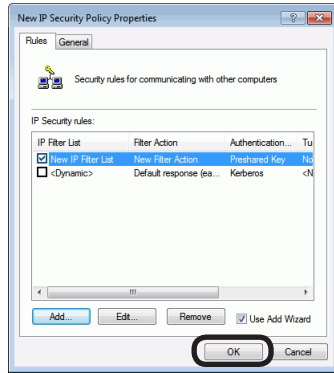 New IP Security Policy Properties
Rules General
Security rules for communicating with other computers
IP Security rules:
IP Filter List Filter Action Authentication... Tu
New IP Filter List New Filter Action Preshared Key No
<Dynamic> Default response (ea... Kerberos <N
Add... Edit... Remove Use Add Wizard
OK Cancel